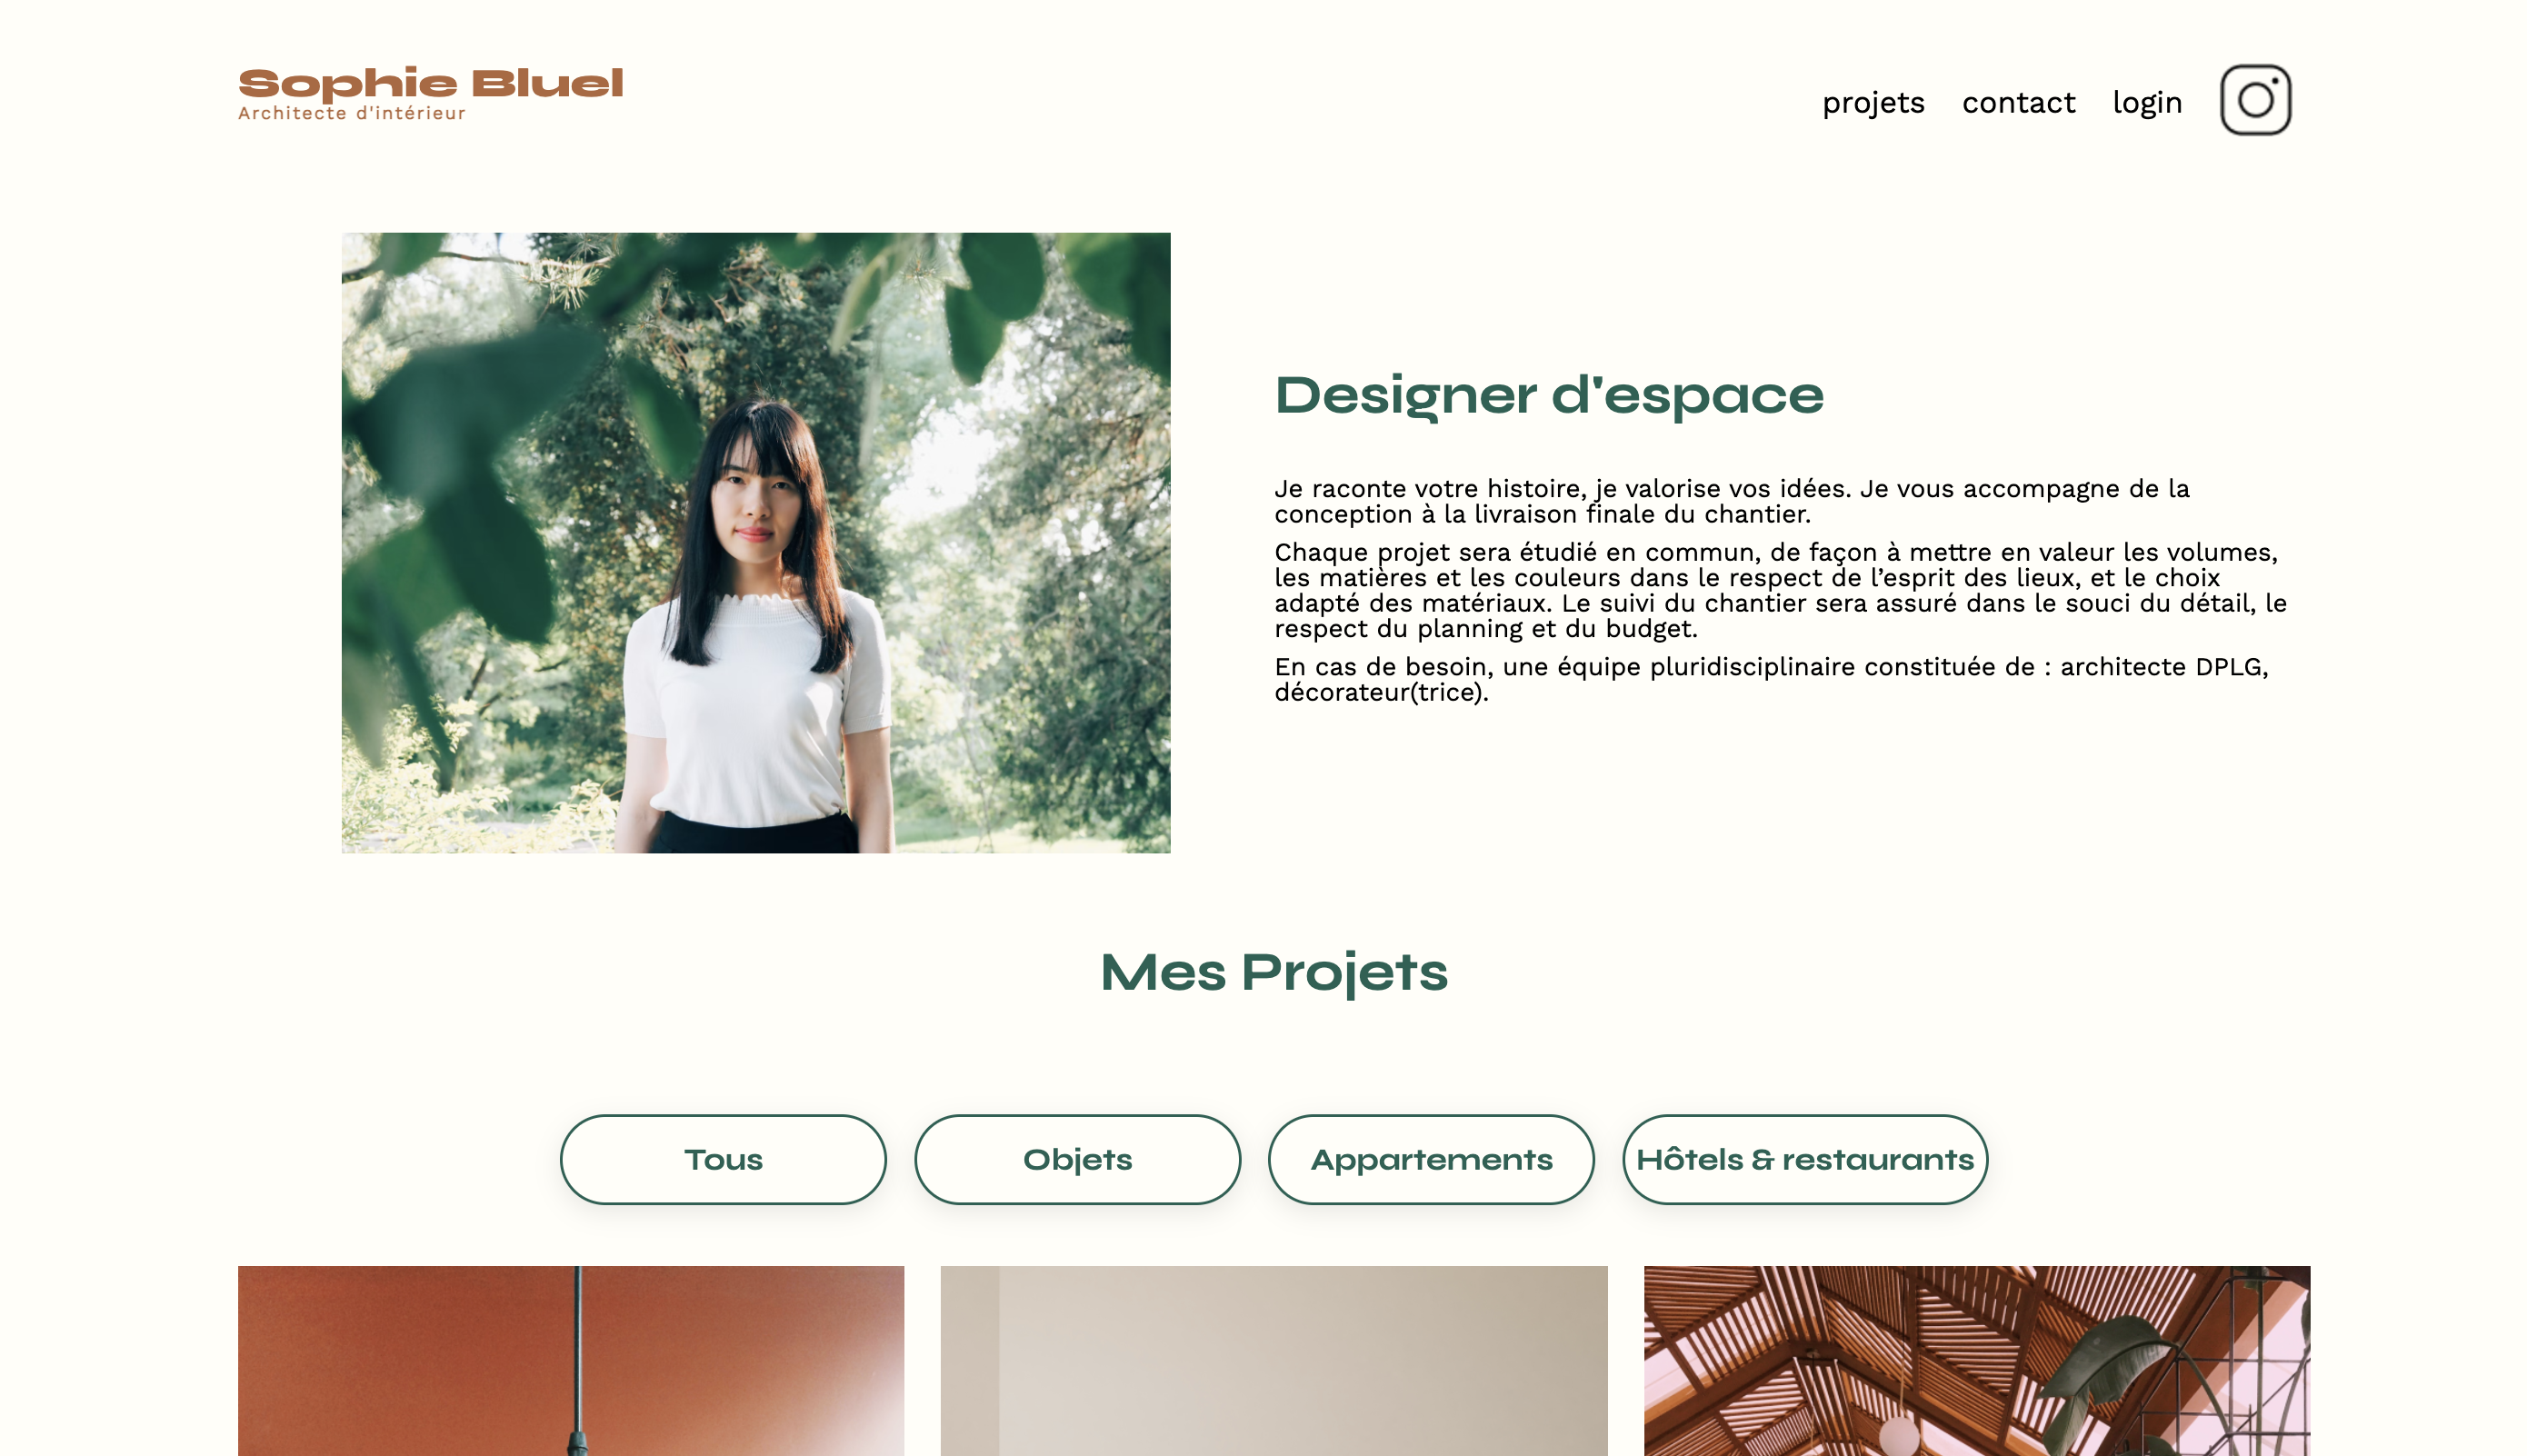 Sophie Bluel
Architecte d'intérieur
projets contact login
Designer d'espace
Je raconte votre histoire, je valorise vos idées. Je vous accompagne de la
conception à la livraison finale du chantier.
Chaque projet sera étudié en commun, de façon à mettre en valeur les volumes,
les matières et les couleurs dans le respect de l’esprit des lieux, et le choix
adapté des matériaux. Le suivi du chantier sera assuré dans le souci du détail, le
respect du planning et du budget.
En cas de besoin, une équipe pluridisciplinaire constituée de : architecte DPLG,
décorateur(trice).
Mes Projets
Tous
Objets
Appartements
Hôtels & restaurants